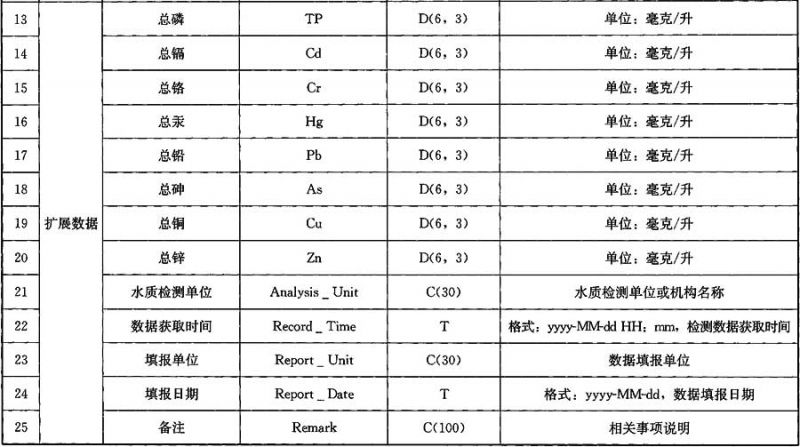 13 总磷 TP D(6，3) 单位：毫克/升
14 总镉 Cd D(6，3) 单位：毫克/升
15 总铬 Cr D(6，3) 单位：毫克/升
16 总汞 Hg D(6，3) 单位：毫克/升
17 总铅 Pb D(6，3) 单位：毫克/升
18 总砷 As D(6，3) 单位：毫克/升
19 扩展数据 总铜 Cu D(6，3) 单位：毫克/升
20 总锌 Zn D(6，3) 单位：毫克/升
21 水质检测单位 Analysis _ Unit C(30) 水质检测单位或机构名称
22 数据获取时间 Record _ Time T 格式：yyyy-MM-dd HH：mm，检测数据获取时间
23 填报单位 Report _ Unit C(30) 数据填报单位
24 填报日期 Report _ Date T 格式：yyyy-MM-dd，数据填报日期
25 备注 Remark C(100) 相关事项说明